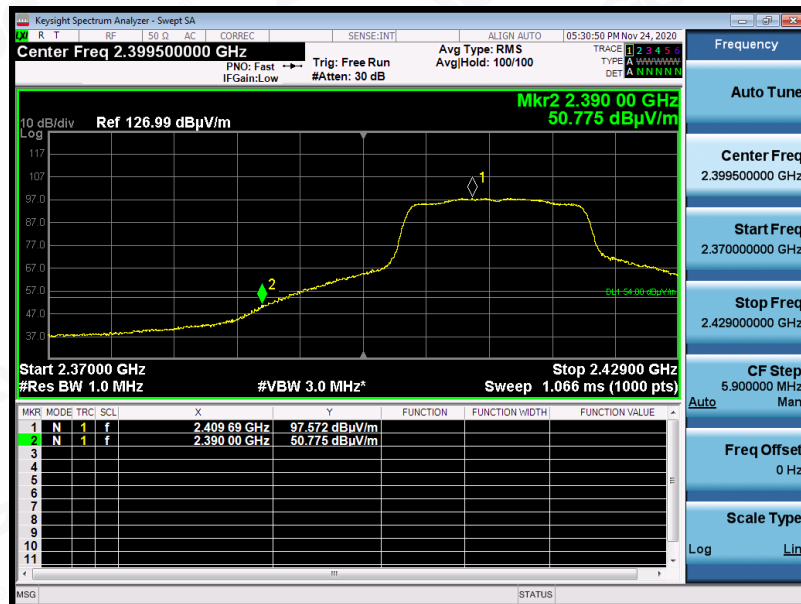 Keysight Spectrum Analyzer - Swept SA
LXI R T RF 50 Ω AC CORREC SENSE:INT ALIGN AUTO 05:30:50 PM Nov 24, 2020
Center Freq 2.399500000 GHz
PNO: Fast
IFGain:Low
Trig: Free Run
#Atten: 30 dB
Avg Type: RMS
Avg|Hold: 100/100
TRACE 1 2 3 4 5 6
TYPE A WWWWW
DET A N N N N N
Mkr2 2.390 00 GHz
50.775 dBµV/m
10 dB/div Ref 126.99 dBµV/m
Log
117
107
97.0
87.0
77.0
67.0
57.0
47.0
37.0
1
2
DL1 54.00 dBµV/m
Start 2.37000 GHz Stop 2.42900 GHz
#Res BW 1.0 MHz #VBW 3.0 MHz* Sweep 1.066 ms (1000 pts)
MKR MODE TRC SCL X Y FUNCTION FUNCTION WIDTH FUNCTION VALUE
1 N 1 f 2.409 69 GHz 97.572 dBµV/m
2 N 1 f 2.390 00 GHz 50.775 dBµV/m
3
4
5
6
7
8
9
10
11
MSG STATUS
Frequency
Auto Tune
Center Freq
2.399500000 GHz
Start Freq
2.370000000 GHz
Stop Freq
2.429000000 GHz
CF Step
5.900000 MHz
Auto Man
Freq Offset
0 Hz
Scale Type
Log Lin